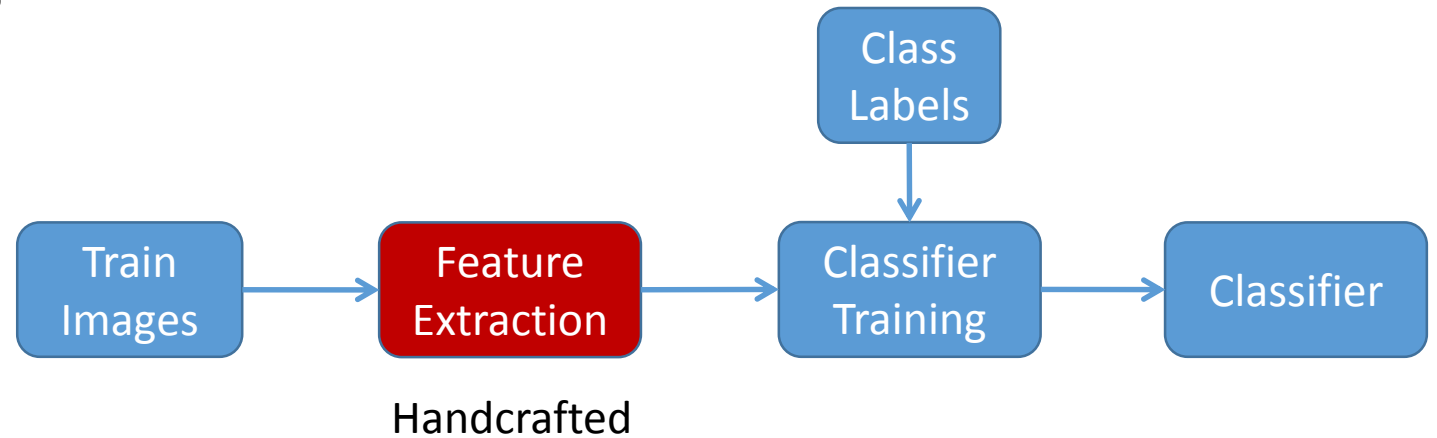 Class
Labels
Train
Images
Feature
Extraction
Classifier
Training
Classifier
Handcrafted